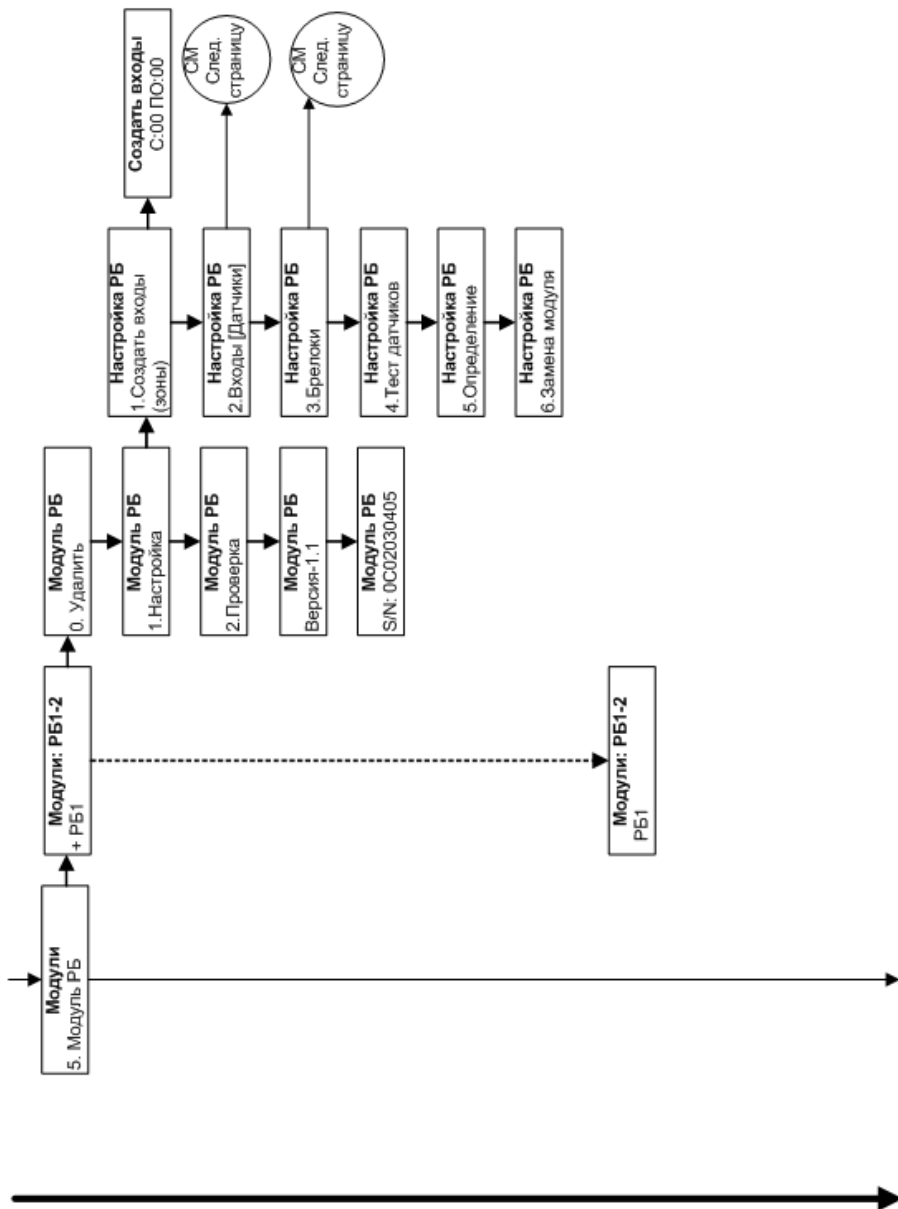 Модули
5. Модуль РБ
Модули: РБ1-2
+ РБ1
Модули: РБ1-2
РБ1
Модуль РБ
0. Удалить
Модуль РБ
1.Настройка
Модуль РБ
2.Проверка
Модуль РБ
Версия-1..1
Модуль РБ
S/N: 0C02030405
Настройка РБ
1.Создать входы
(зоны)
Настройка РБ
2.Входы [Датчики]
Настройка РБ
3.Брелоки
Настройка РБ
4.Тест датчиков
Настройка РБ
5.Определение
Настройка РБ
6.Замена модуля
Создать входы
С:00 ПО:00
СМ
След.
страницу
СМ
След.
страницу